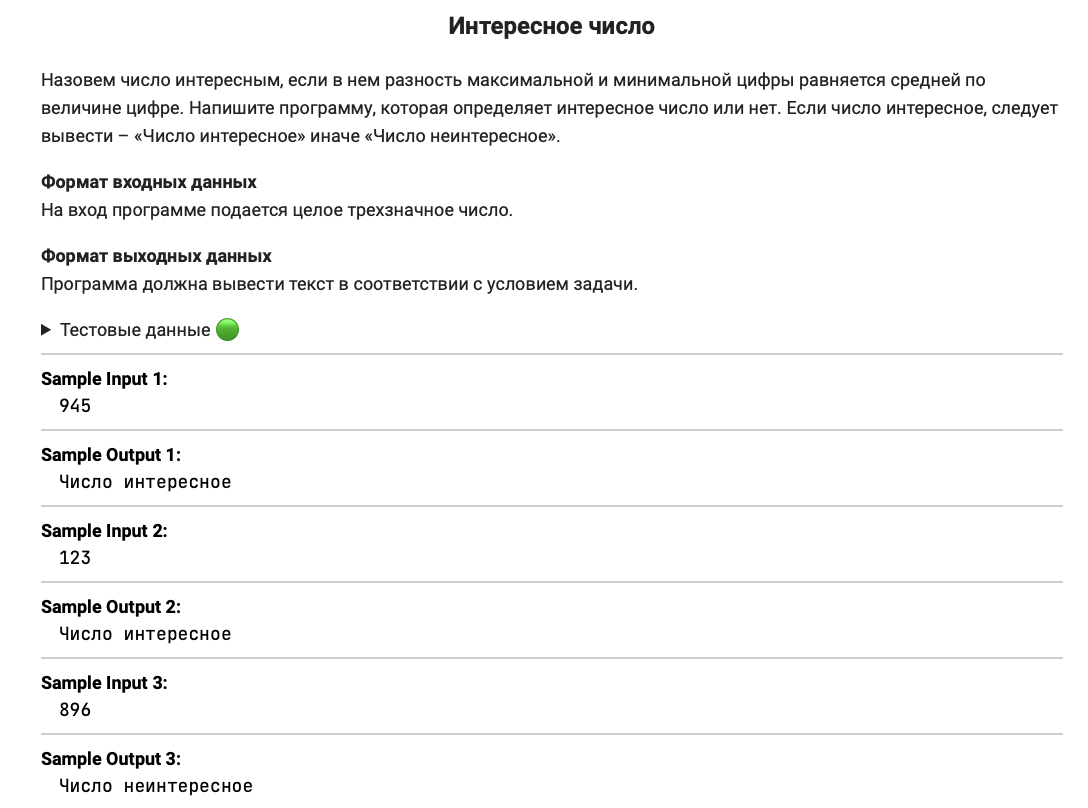 Интересное число
Назовем число интересным, если в нем разность максимальной и минимальной цифры равняется средней по
величине цифре. Напишите программу, которая определяет интересное число или нет. Если число интересное, следует
вывести – «Число интересное» иначе «Число неинтересное».
Формат входных данных
На вход программе подается целое трехзначное число.
Формат выходных данных
Программа должна вывести текст в соответствии с условием задачи.
Тестовые данные
Sample Input 1:
945
Sample Output 1:
Число интересное
Sample Input 2:
123
Sample Output 2:
Число интересное
Sample Input 3:
896
Sample Output 3:
Число неинтересное